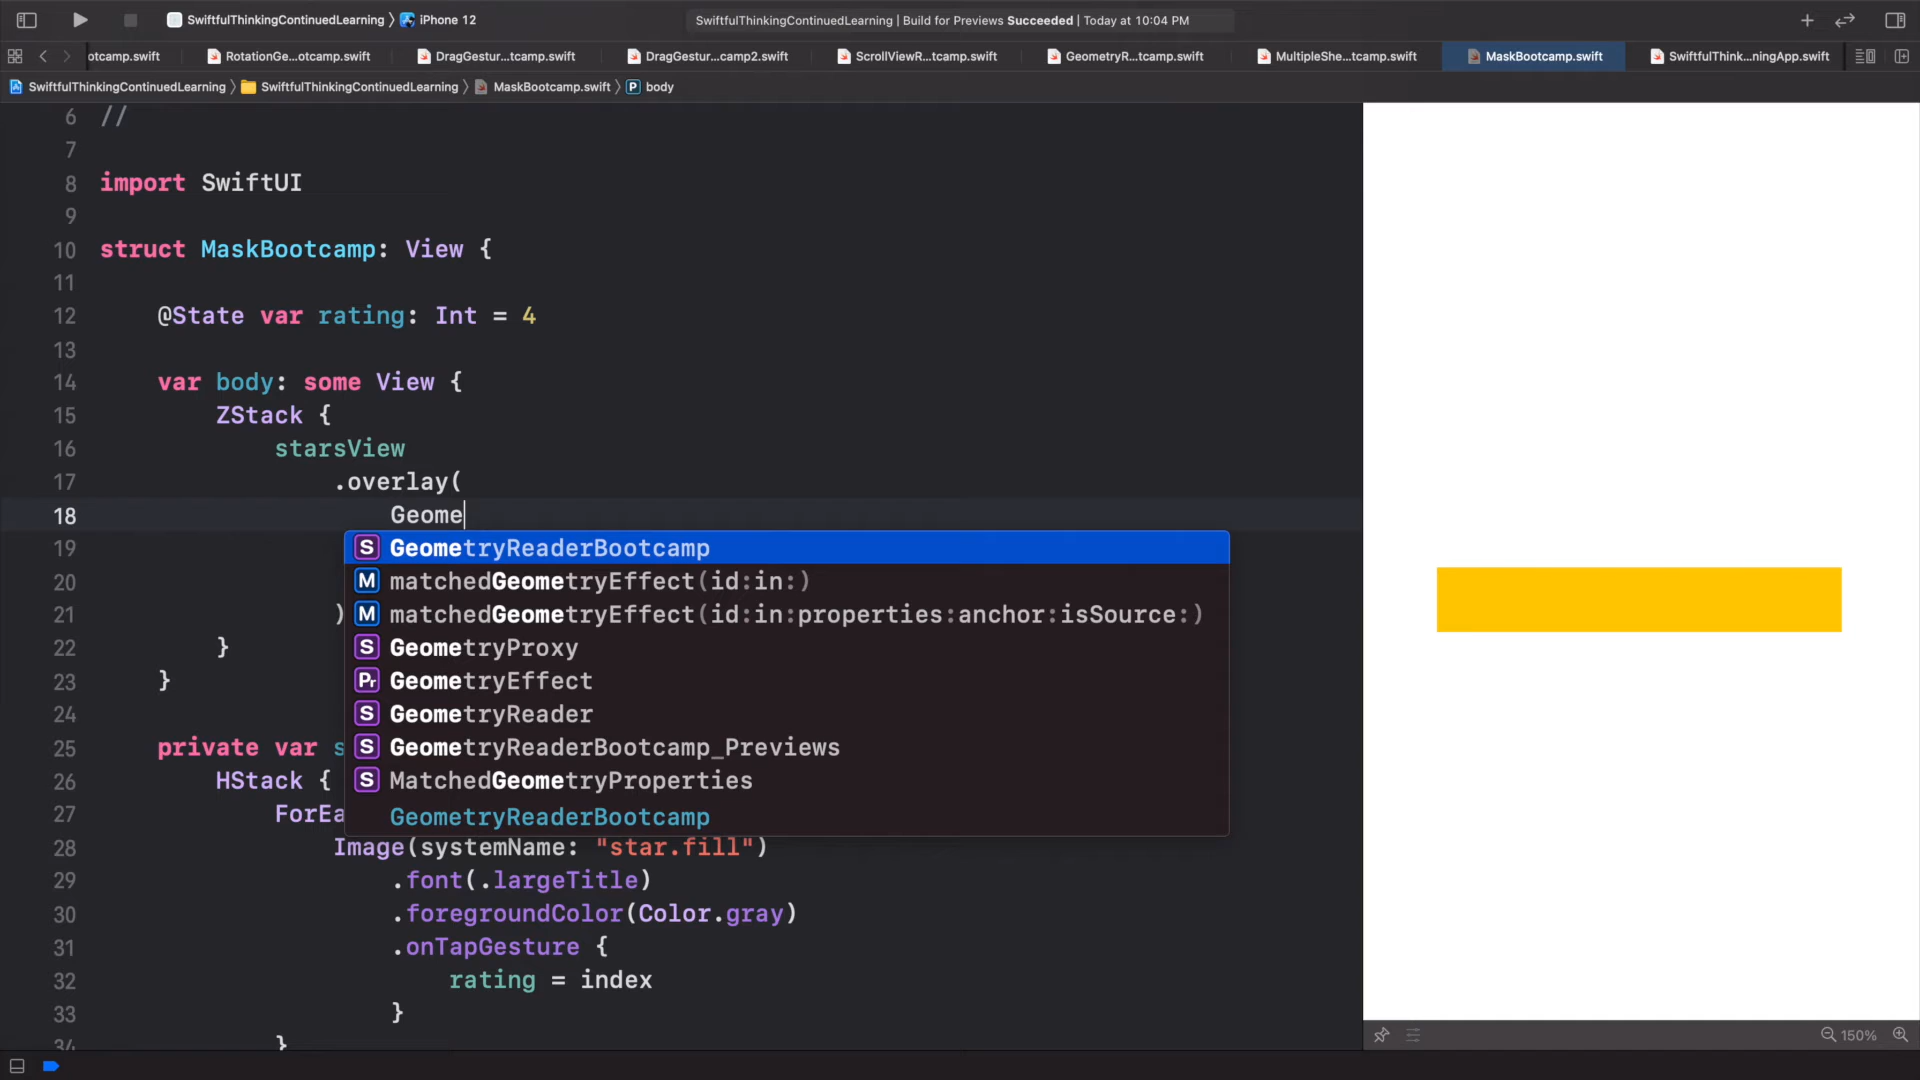 SwiftfulThinkingContinuedLearning 〉 iPhone 12
SwiftfulThinkingContinuedLearning | Build for Previews Succeeded | Today at 10:04 PM
otcamp.swift
RotationGe...otcamp.swift
DragGestur...tcamp.swift
DragGestur...camp2.swift
ScrollViewR...tcamp.swift
GeometryR...tcamp.swift
MultipleShe...tcamp.swift
MaskBootcamp.swift
SwiftfulThink...ningApp.swift
SwiftfulThinkingContinuedLearning 〉 SwiftfulThinkingContinuedLearning 〉 MaskBootcamp.swift 〉 P body
6 //
7
8 import SwiftUI
9
10 struct MaskBootcamp: View {
11
12 @State var rating: Int = 4
13
14 var body: some View {
15 ZStack {
16 starsView
17 .overlay(
18 Geome
19 S GeometryReaderBootcamp
20 M matchedGeometryEffect(id:in:)
21 ) M matchedGeometryEffect(id:in:properties:anchor:isSource:)
22 } S GeometryProxy
23 } Pr GeometryEffect
24 S GeometryReader
25 private var s S GeometryReaderBootcamp_Previews
26 HStack { S MatchedGeometryProperties
27 ForEa GeometryReaderBootcamp
28 Image(systemName: "star.fill")
29 .font(.largeTitle)
30 .foregroundColor(Color.gray)
31 .onTapGesture {
32 rating = index
33 }
34 }
150%